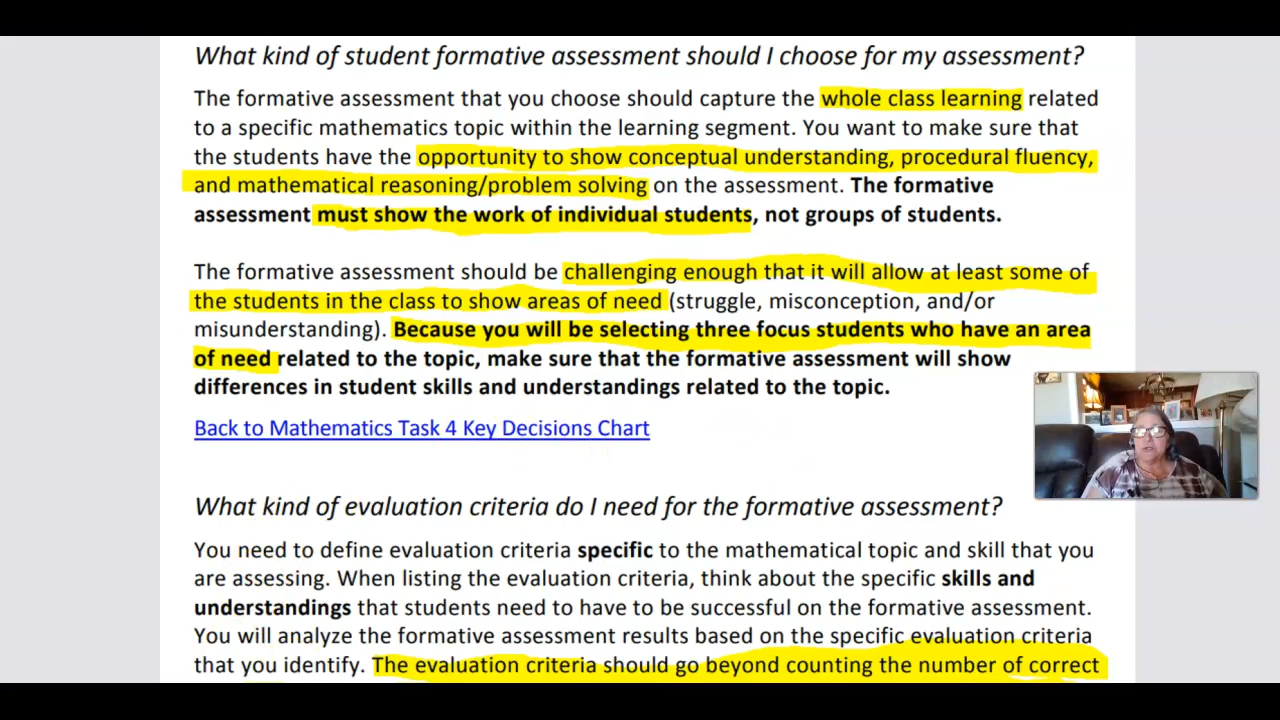 What kind of student formative assessment should I choose for my assessment?
The formative assessment that you choose should capture the whole class learning related
to a specific mathematics topic within the learning segment. You want to make sure that
the students have the opportunity to show conceptual understanding, procedural fluency,
and mathematical reasoning/problem solving on the assessment. The formative
assessment must show the work of individual students, not groups of students.
The formative assessment should be challenging enough that it will allow at least some of
the students in the class to show areas of need (struggle, misconception, and/or
misunderstanding). Because you will be selecting three focus students who have an area
of need related to the topic, make sure that the formative assessment will show
differences in student skills and understandings related to the topic.
Back to Mathematics Task 4 Key Decisions Chart
What kind of evaluation criteria do I need for the formative assessment?
You need to define evaluation criteria specific to the mathematical topic and skill that you
are assessing. When listing the evaluation criteria, think about the specific skills and
understandings that students need to have to be successful on the formative assessment.
You will analyze the formative assessment results based on the specific evaluation criteria
that you identify. The evaluation criteria should go beyond counting the number of correct